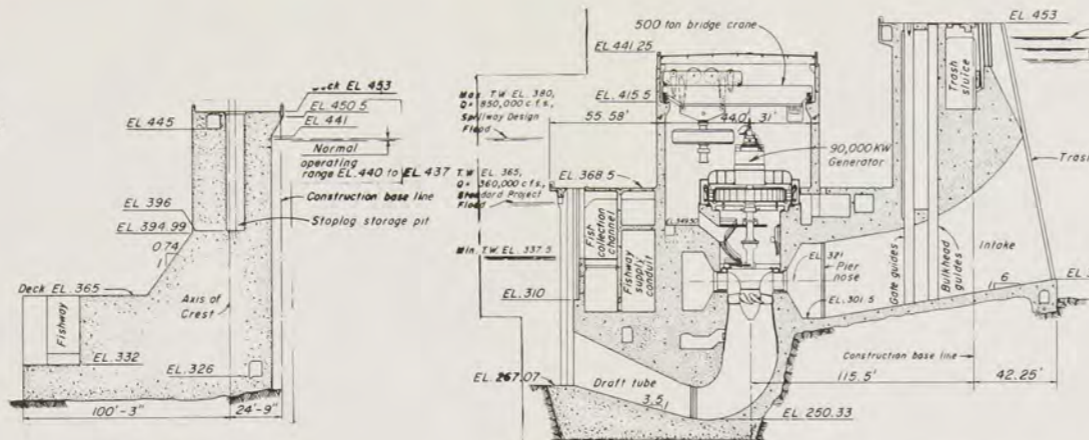 Deck EL 453
EL 450.5
EL 441
EL 445
Normal
operating
range EL. 440 to EL 437
Construction base line
Stoplog storage pit
EL 396
EL 394.99
0.74
1
Deck EL. 365
Axis of
Crest
Fishway
EL 332
EL 326
100'-3"
24'-9"
500 ton bridge crane
EL. 441.25
Max. T.W. EL. 380,
Q= 850,000 c.f.s.,
Spillway Design
Flood
EL. 415.5
55.58'
44.0'
31'
90,000 KW
Generator
T.W. EL. 365,
Q= 360,000 c.f.s.,
Standard Project
Flood
EL. 368.5
Fish
collection
channel
Fishway
supply
conduit
Min. T.W. EL. 337.5
EL. 310
EL. 321
Pier
nose
EL. 301.5
Gate guides
Bulkhead
guides
Intake
6
1
Trash
sluice
EL 453
Trash
EL.
Construction base line
115.5'
42.25'
EL. 267.07
Draft tube
3.5
1
EL 250.33